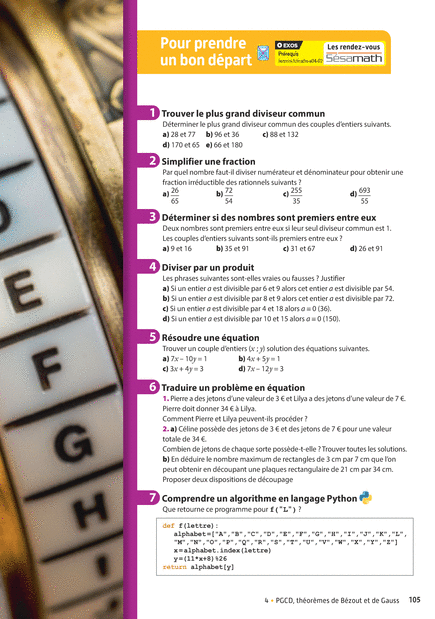 Pour prendre
un bon départ
EXOS
Prérequis
Les rendez-vous
Sésamath
1 Trouver le plus grand diviseur commun
Déterminer le plus grand diviseur commun des couples d'entiers suivants.
a) 28 et 77 b) 96 et 36 c) 88 et 132
d) 170 et 65 e) 66 et 180
2 Simplifier une fraction
Par quel nombre faut-il diviser numérateur et dénominateur pour obtenir une
fraction irréductible des rationnels suivants ?
a) 26/65 b) 72/54 c) 255/35 d) 693/55
3 Déterminer si des nombres sont premiers entre eux
Deux nombres sont premiers entre eux si leur seul diviseur commun est 1.
Les couples d'entiers suivants sont-ils premiers entre eux ?
a) 9 et 16 b) 35 et 91 c) 31 et 67 d) 26 et 91
4 Diviser par un produit
Les phrases suivantes sont-elles vraies ou fausses ? Justifier
a) Si un entier a est divisible par 6 et 9 alors cet entier a est divisible par 54.
b) Si un entier a est divisible par 8 et 9 alors cet entier a est divisible par 72.
c) Si un entier a est divisible par 4 et 18 alors a ≡ 0 (36).
d) Si un entier a est divisible par 10 et 15 alors a ≡ 0 (150).
5 Résoudre une équation
Trouver un couple d'entiers (x ; y) solution des équations suivantes.
a) 7x – 10y = 1 b) 4x + 5y = 1
c) 3x + 4y = 3 d) 7x – 12y = 3
6 Traduire un problème en équation
1. Pierre a des jetons d'une valeur de 3 € et Lilya a des jetons d'une valeur de 7 €.
Pierre doit donner 34 € à Lilya.
Comment Pierre et Lilya peuvent-ils procéder ?
2. a) Céline possède des jetons de 3 € et des jetons de 7 € pour une valeur
totale de 34 €.
Combien de jetons de chaque sorte possède-t-elle ? Trouver toutes les solutions.
b) En déduire le nombre maximum de rectangles de 3 cm par 7 cm que l'on
peut obtenir en découpant une plaques rectangulaire de 21 cm par 34 cm.
Proposer deux dispositions de découpage
7 Comprendre un algorithme en langage Python
Que retourne ce programme pour f("L") ?
def f(lettre):
alphabet=["A","B","C","D","E","F","G","H","I","J","K","L",
"M","N","O","P","Q","R","S","T","U","V","W","X","Y","Z"]
x=alphabet.index(lettre)
y=(11*x+8)%26
return alphabet[y]
4 • PGCD, théorèmes de Bézout et de Gauss 105
D
E
F
G
H